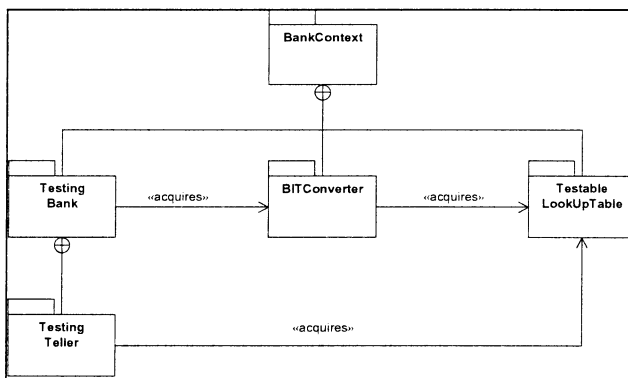 BankContext
Testing
Bank
«acquires»
BITConverter
«acquires»
Testable
LookUpTable
Testing
Teller
«acquires»